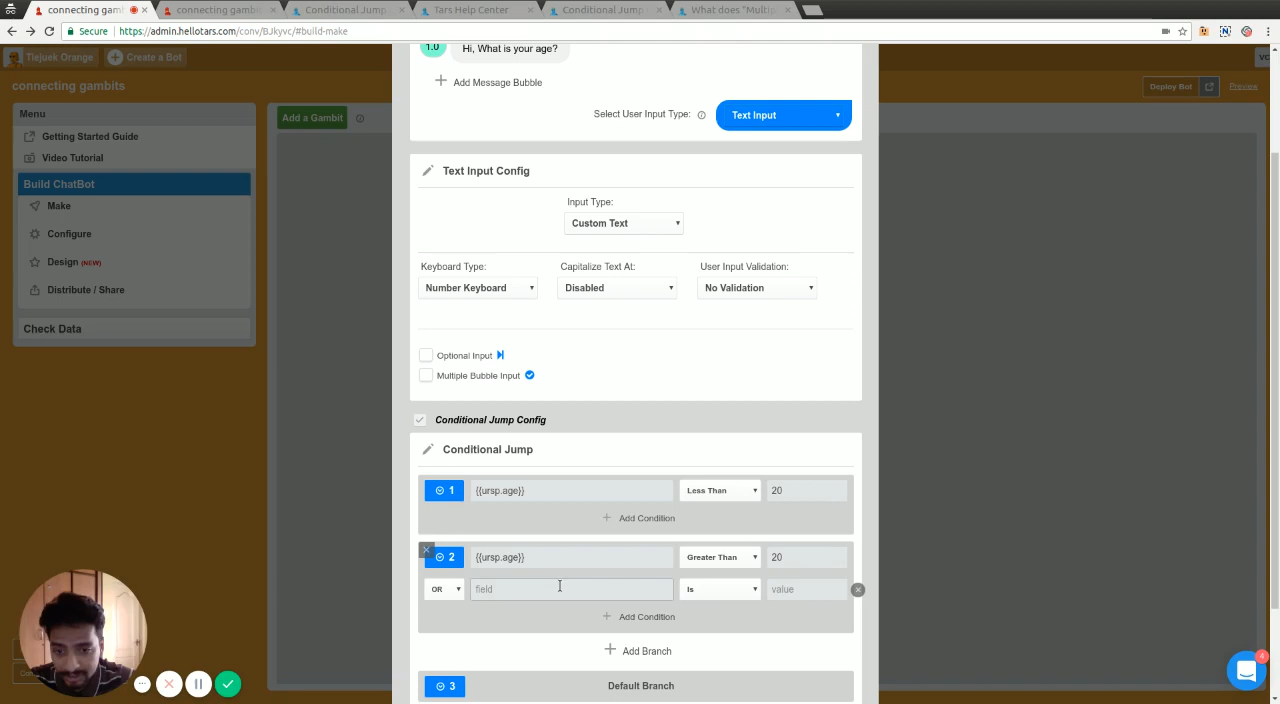 connecting gambi
connecting gambit
Conditional Jump
Tars Help Center
Conditional Jump
What does "Multip
Secure
https://admin.hellotars.com/conv/BJkyvc/#build-make
TieJuek Orange
Create a Bot
VC
connecting gambits
Deploy Bot
Preview
Menu
Getting Started Guide
Video Tutorial
Build ChatBot
Make
Configure
Design (NEW)
Distribute / Share
Check Data
Add a Gambit
1.0
Hi, What is your age?
Add Message Bubble
Select User Input Type:
Text Input
Text Input Config
Input Type:
Custom Text
Keyboard Type:
Capitalize Text At:
User Input Validation:
Number Keyboard
Disabled
No Validation
Optional Input
Multiple Bubble Input
Conditional Jump Config
Conditional Jump
1
{{ursp.age}}
Less Than
20
Add Condition
2
{{ursp.age}}
Greater Than
20
OR
field
Is
value
Add Condition
Add Branch
3
Default Branch
4